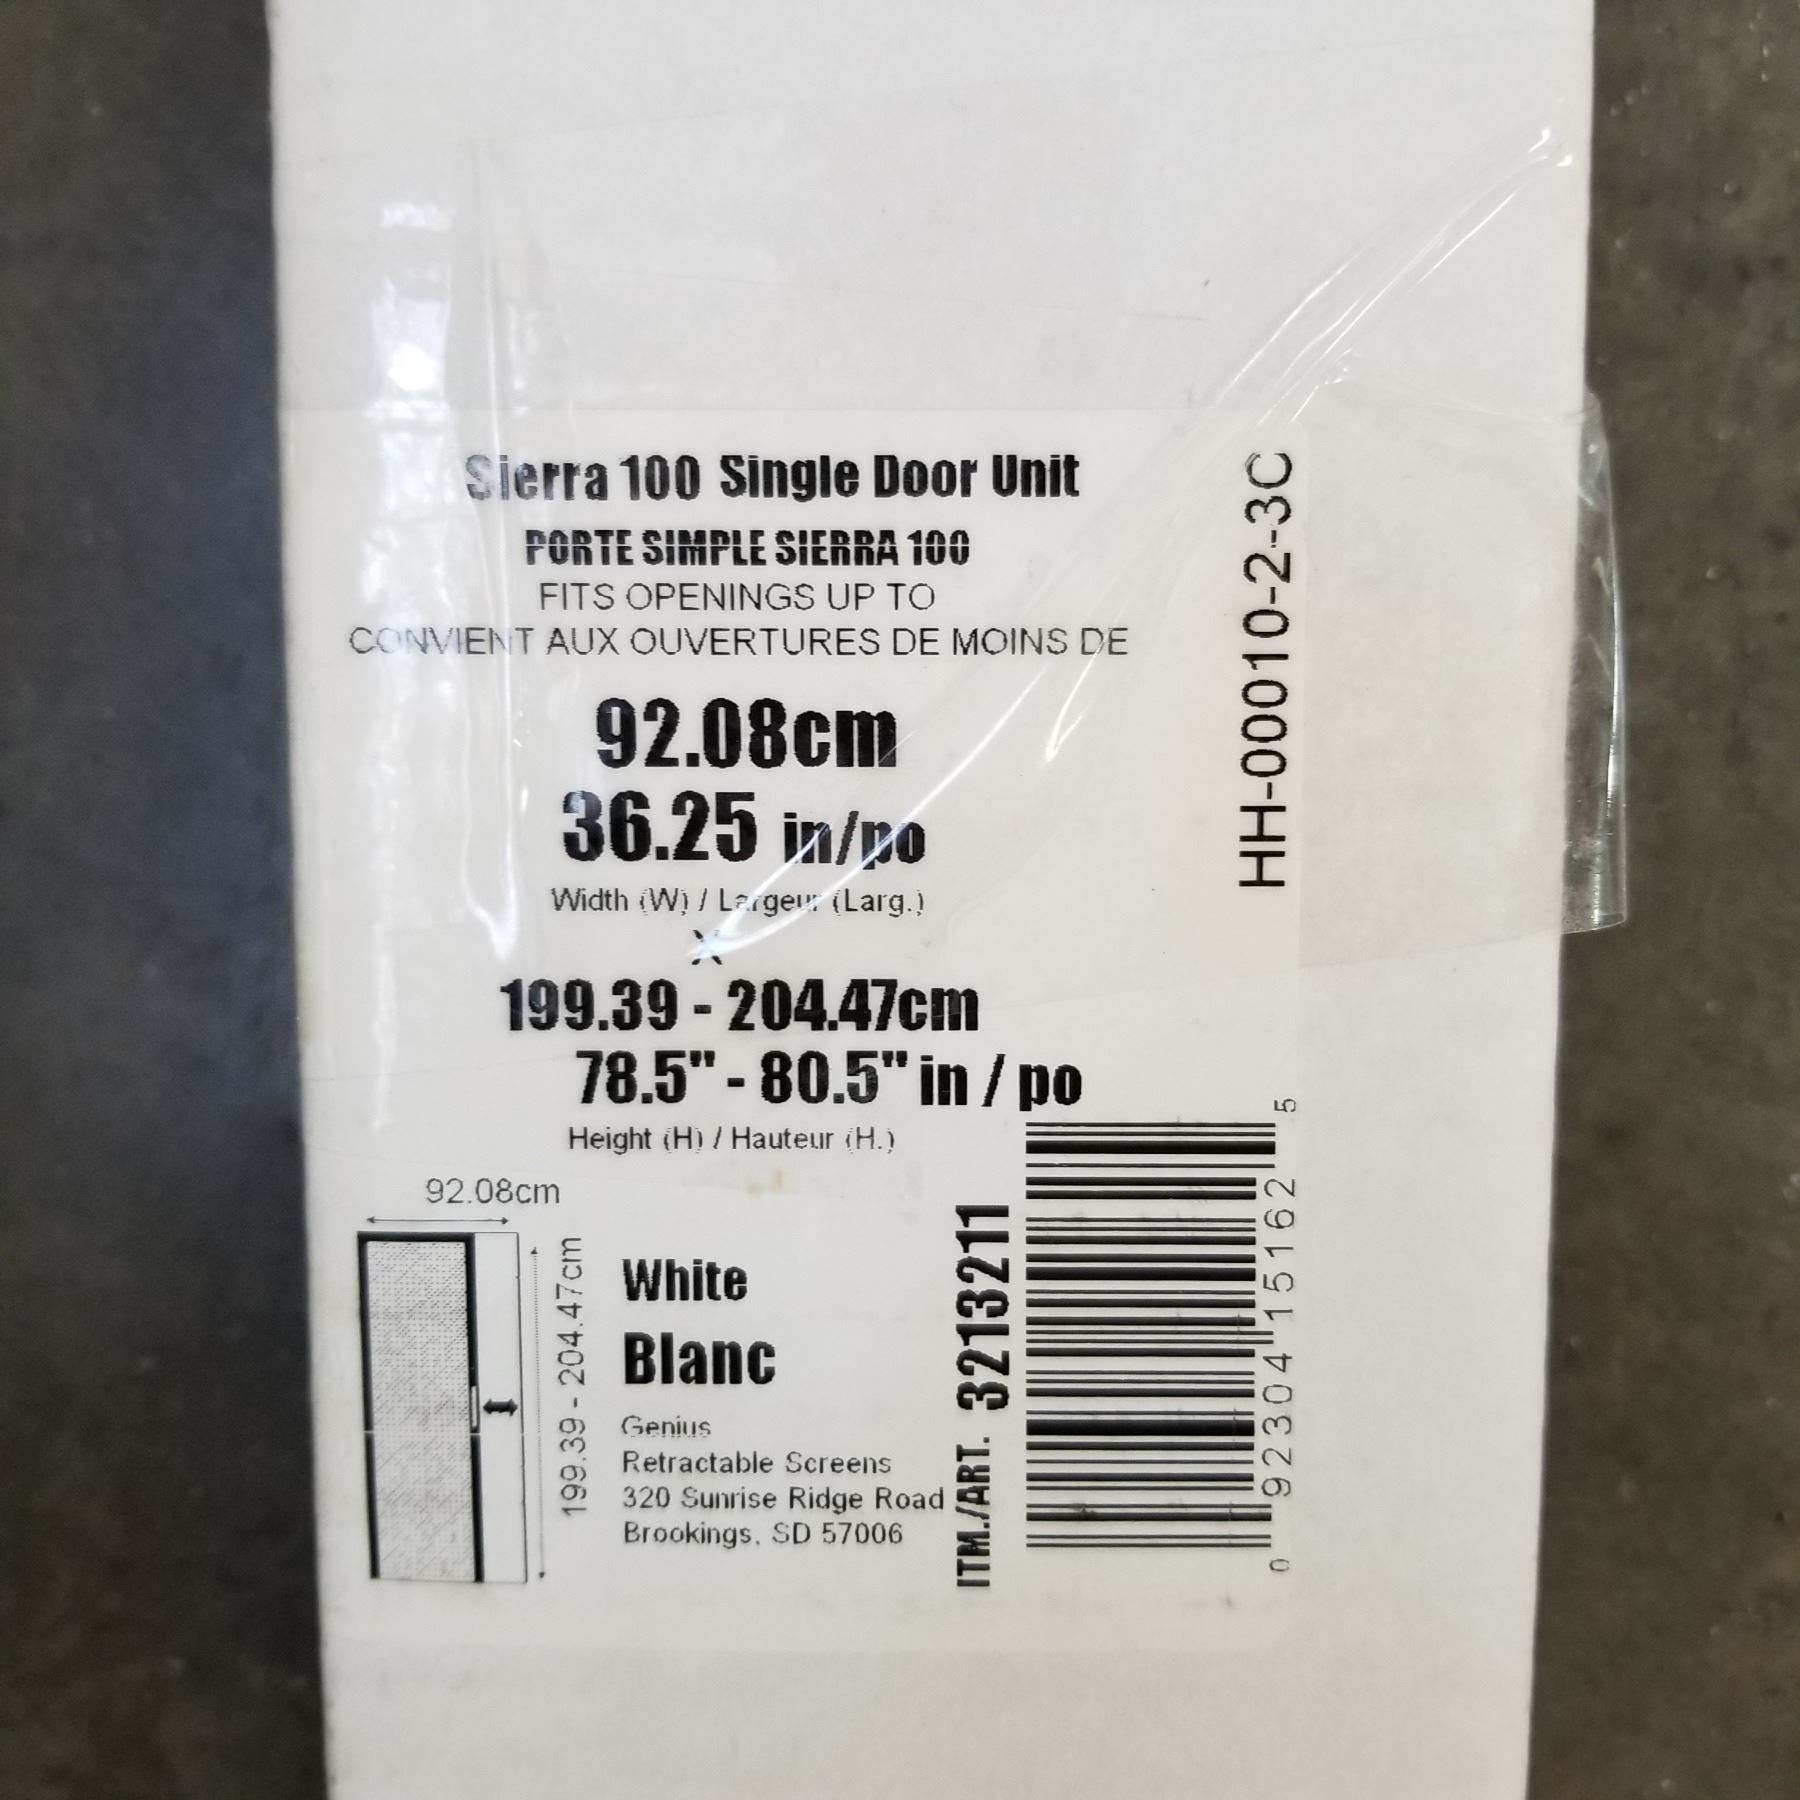 Sierra 100 Single Door Unit
PORTE SIMPLE SIERRA 100
FITS OPENINGS UP TO
CONVIENT AUX OUVERTURES DE MOINS DE
92.08cm
36.25 in/po
Width (W) / Largeur (Larg.)
X
199.39 - 204.47cm
78.5" - 80.5" in / po
Height (H) / Hauteur (H.)
HH-00010-2-3C
92.08cm
199.39 - 204.47cm
White
Blanc
Genius
Retractable Screens
320 Sunrise Ridge Road
Brookings, SD 57006
ITM./ART. 3213211
0 92304 15162 5